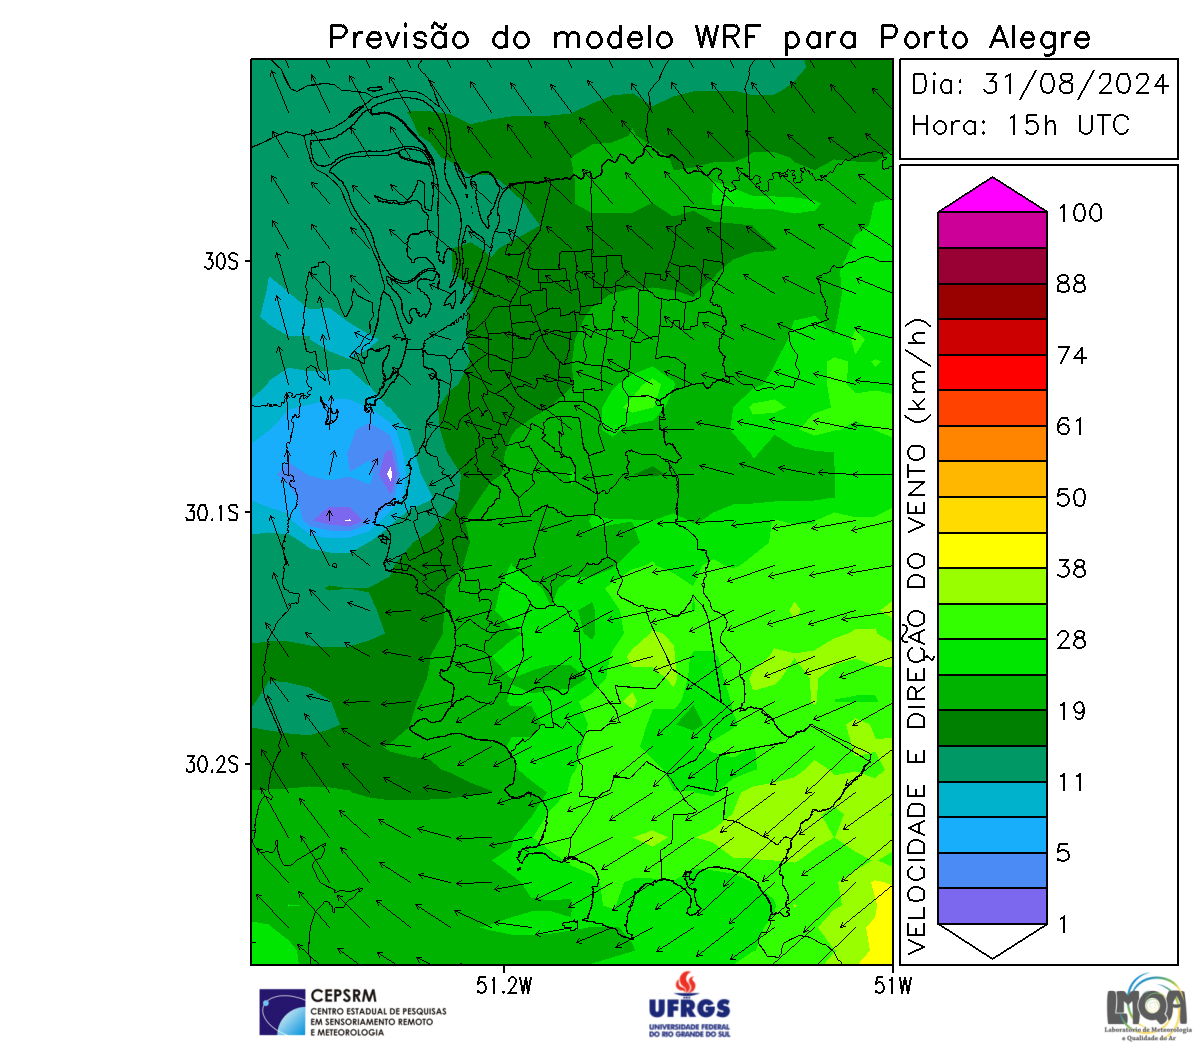 Previsão do modelo WRF para Porto Alegre
Dia: 31/08/2024
Hora: 15h UTC
30S
30.1S
30.2S
51.2W
51W
VELOCIDADE E DIREÇÃO DO VENTO (km/h)
100
88
74
61
50
38
28
19
11
5
1
CEPSRM
CENTRO ESTADUAL DE PESQUISAS
EM SENSORIAMENTO REMOTO
E METEOROLOGIA
UFRGS
UNIVERSIDADE FEDERAL
DO RIO GRANDE DO SUL
LMQA
Laboratório de Meteorologia
e Qualidade do Ar